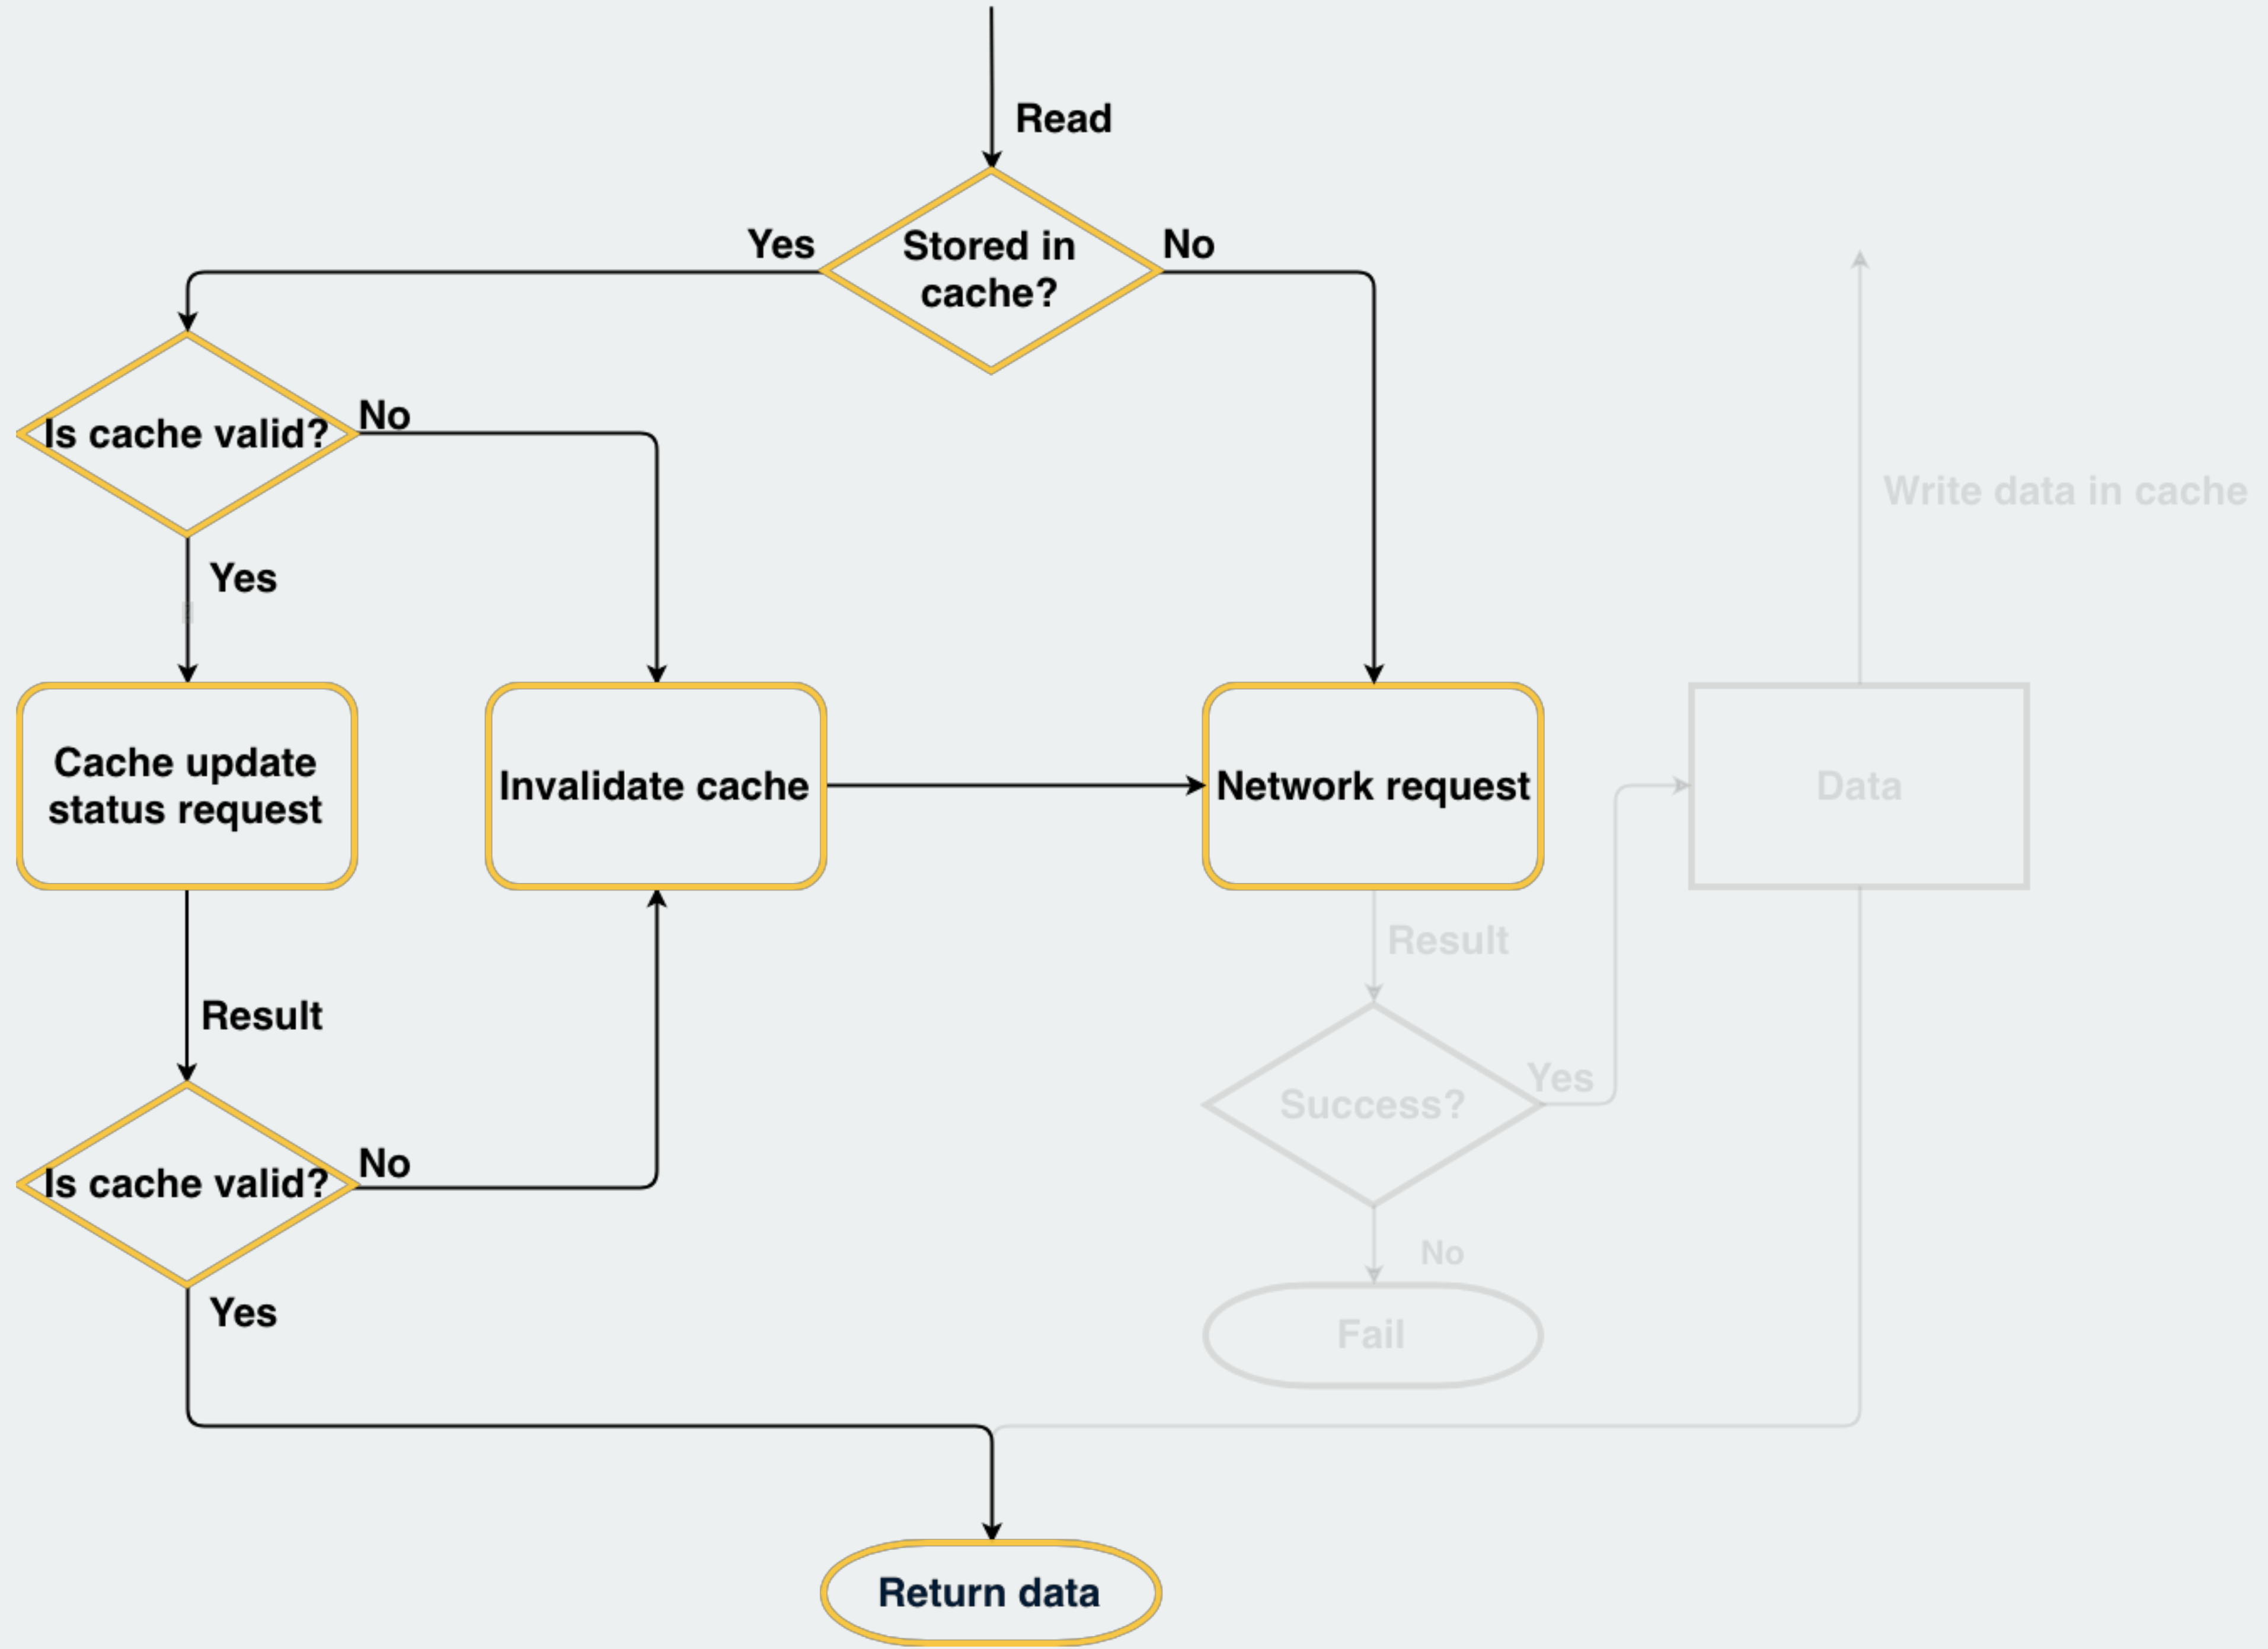 Read
Yes
Stored in
cache?
No
Is cache valid?
No
Write data in cache
Yes
Cache update
status request
Invalidate cache
Network request
Data
Result
Result
Yes
Success?
Is cache valid?
No
No
Yes
Fail
Return data